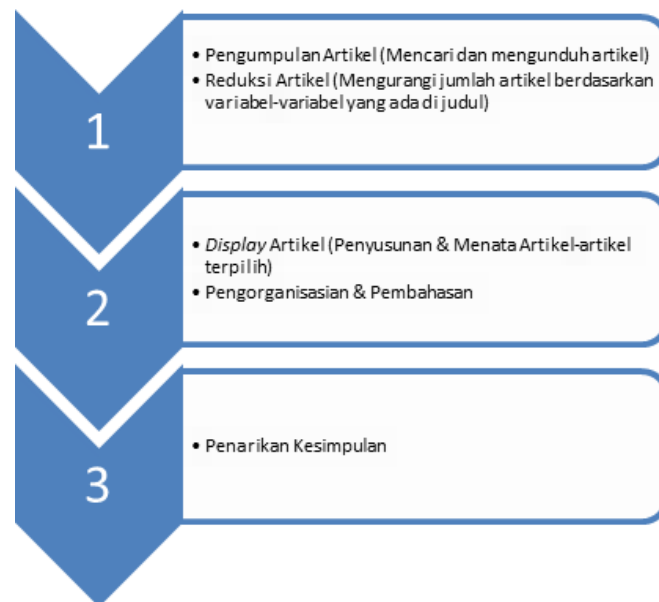 1
• Pengumpulan Artikel (Mencari dan mengunduh artikel)
• Reduksi Artikel (Mengurangi jumlah artikel berdasarkan
variabel-variabel yang ada di judul)
2
• Display Artikel (Penyusunan & Menata Artikel-artikel
terpilih)
• Pengorganisasian & Pembahasan
3
• Penarikan Kesimpulan